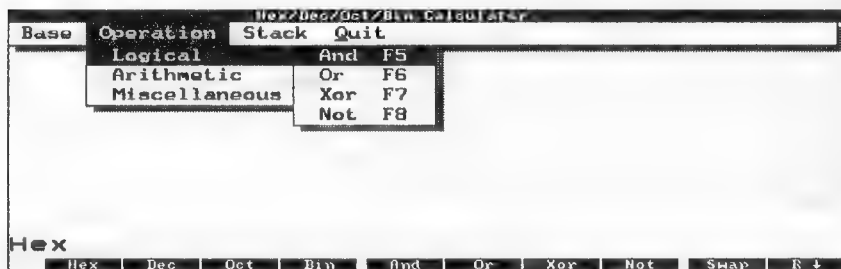 Hex/Dec/Oct/Bin Calculator
Base Operation Stack Quit
Logical And F5
Arithmetic Or F6
Miscellaneous Xor F7
Not F8
Hex
Hex Dec Oct Bin And Or Xor Not Swap R ↓